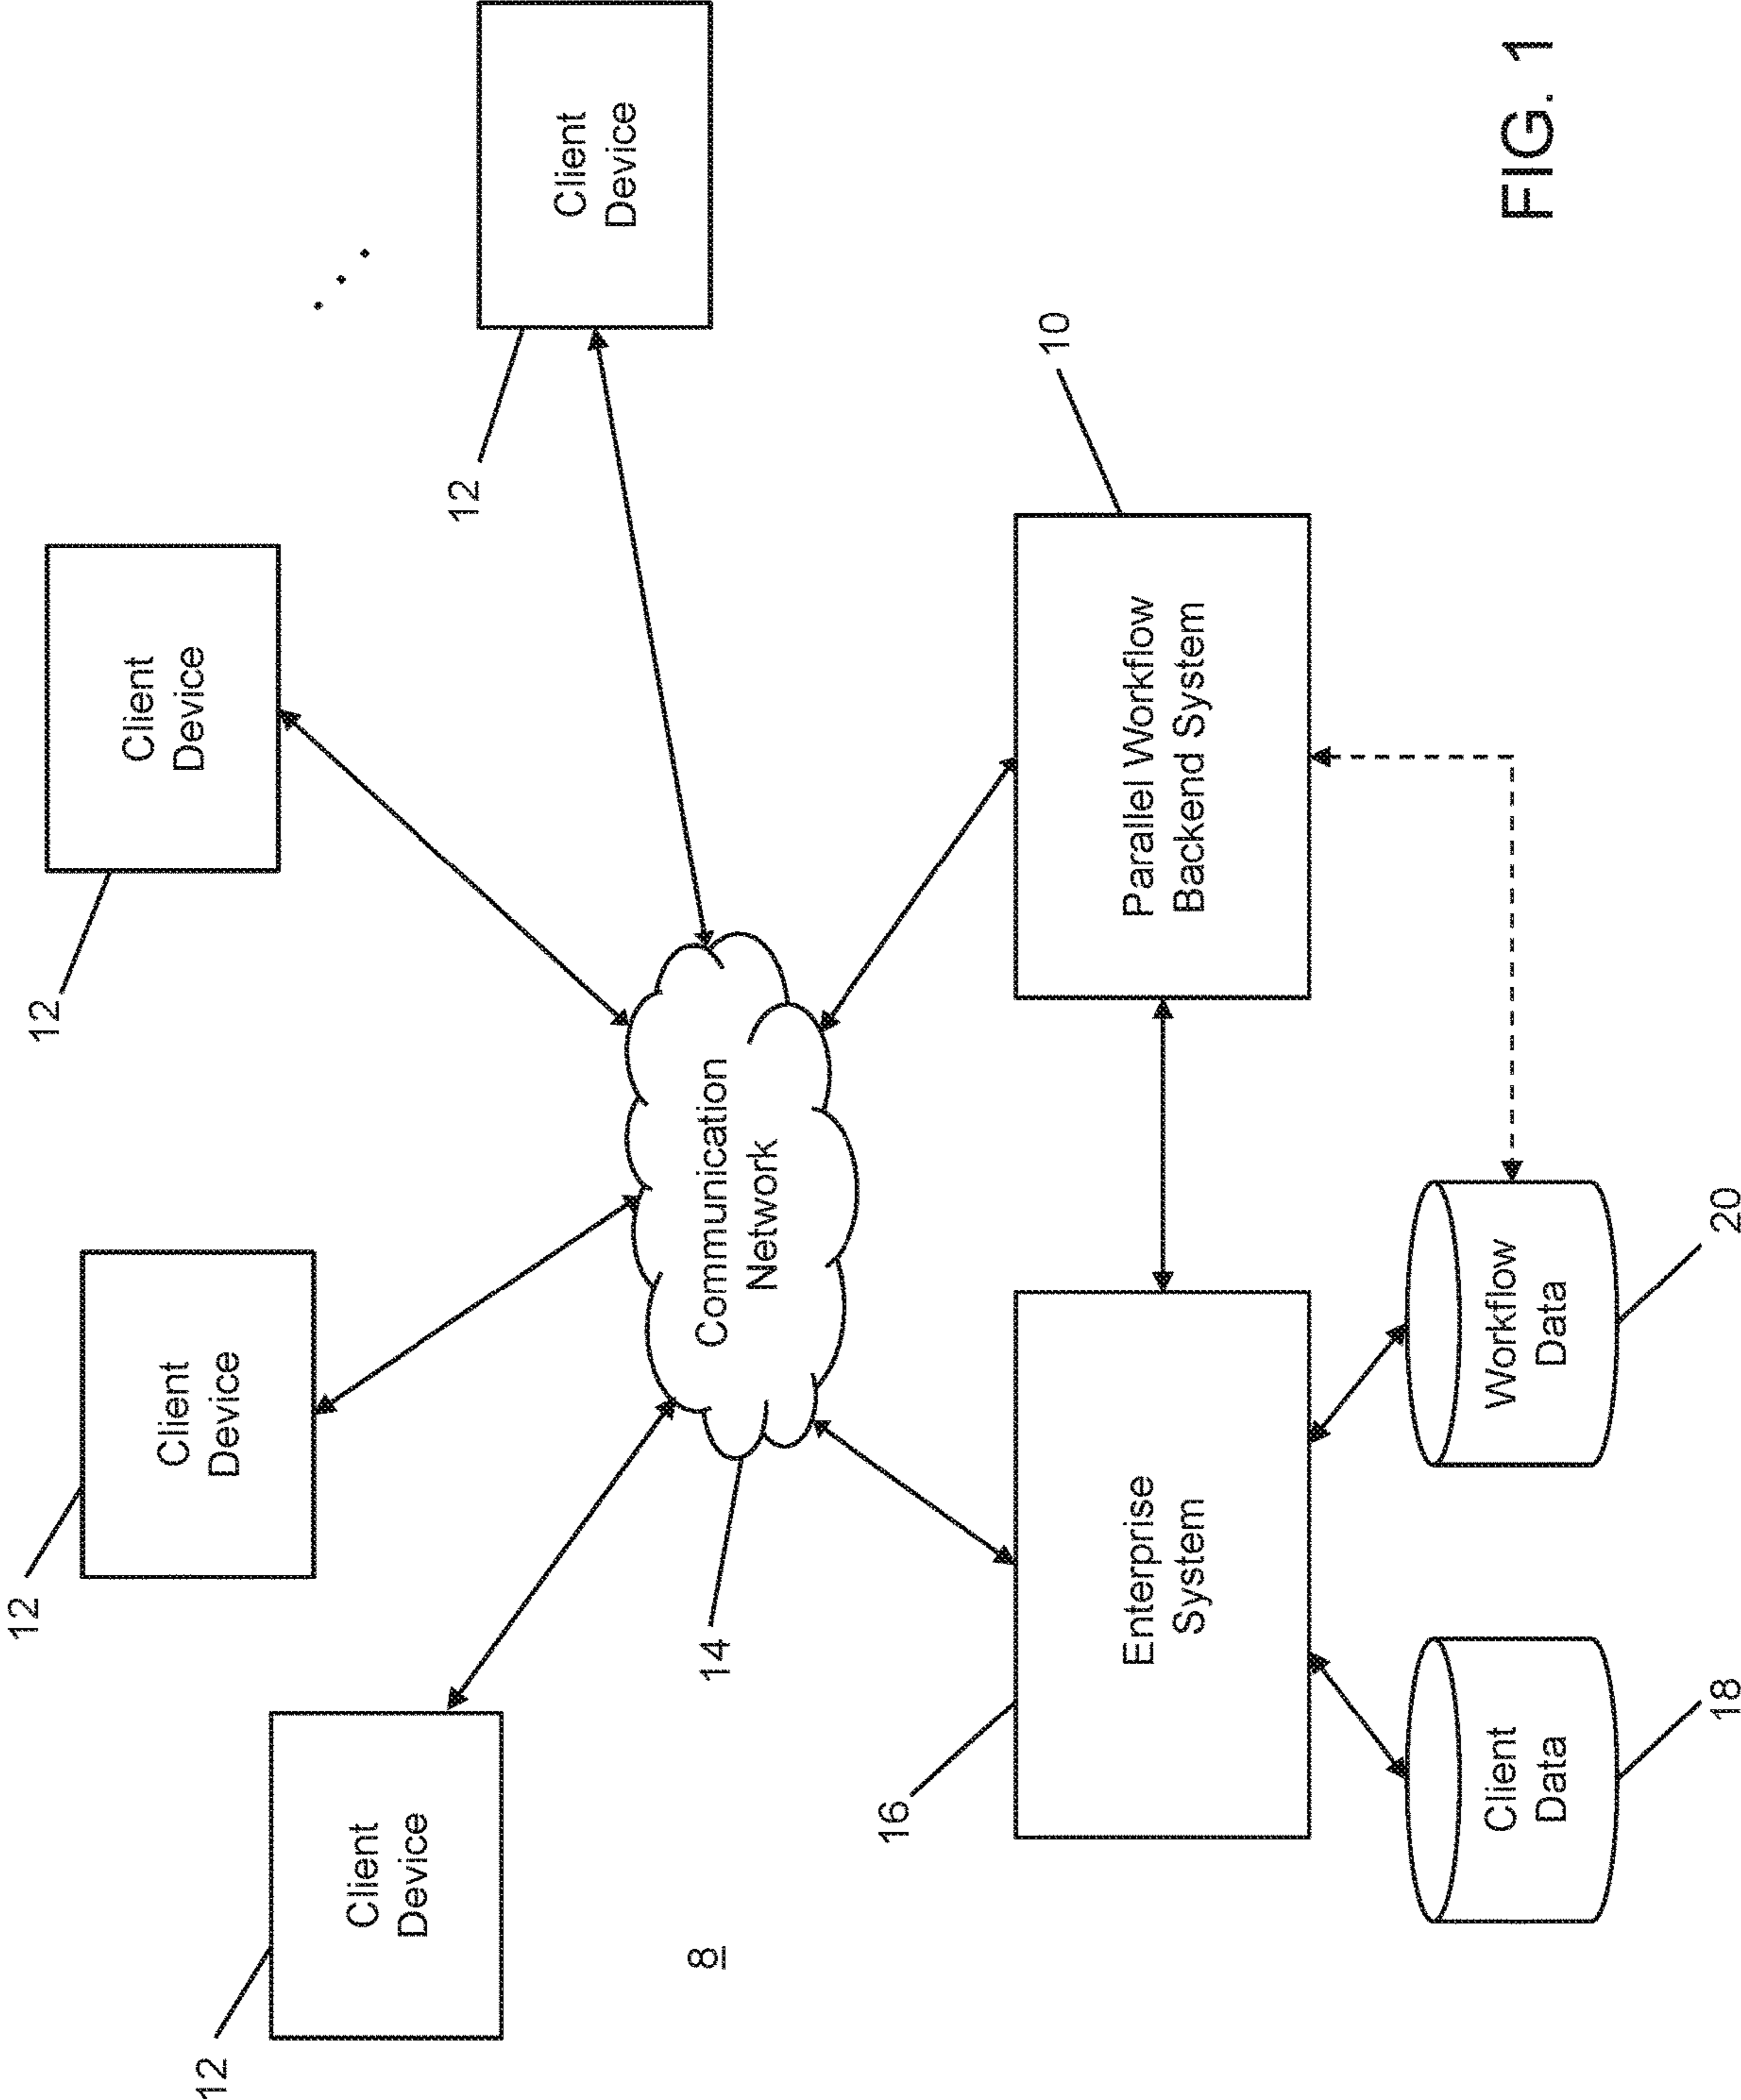 Client
Device
12
Client
Device
12
Client
Device
12
Client
Device
12
8
14
Communication
Network
16
Enterprise
System
Parallel Workflow
Backend System
10
Client
Data
18
Workflow
Data
20
FIG. 1